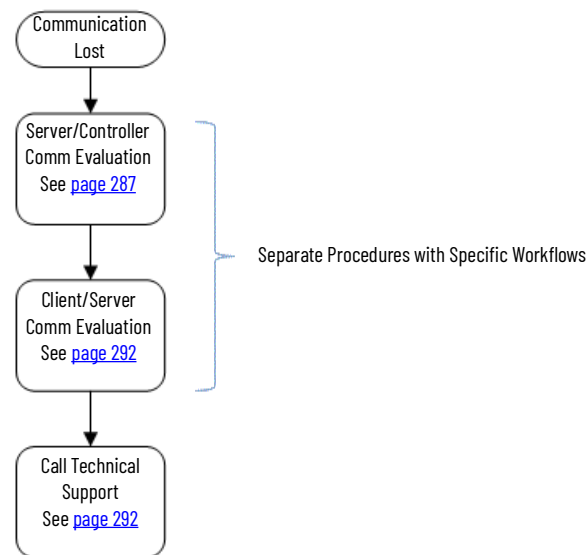 Communication
Lost
Server/Controller
Comm Evaluation
See page 287
Separate Procedures with Specific Workflows
Client/Server
Comm Evaluation
See page 292
Call Technical
Support
See page 292